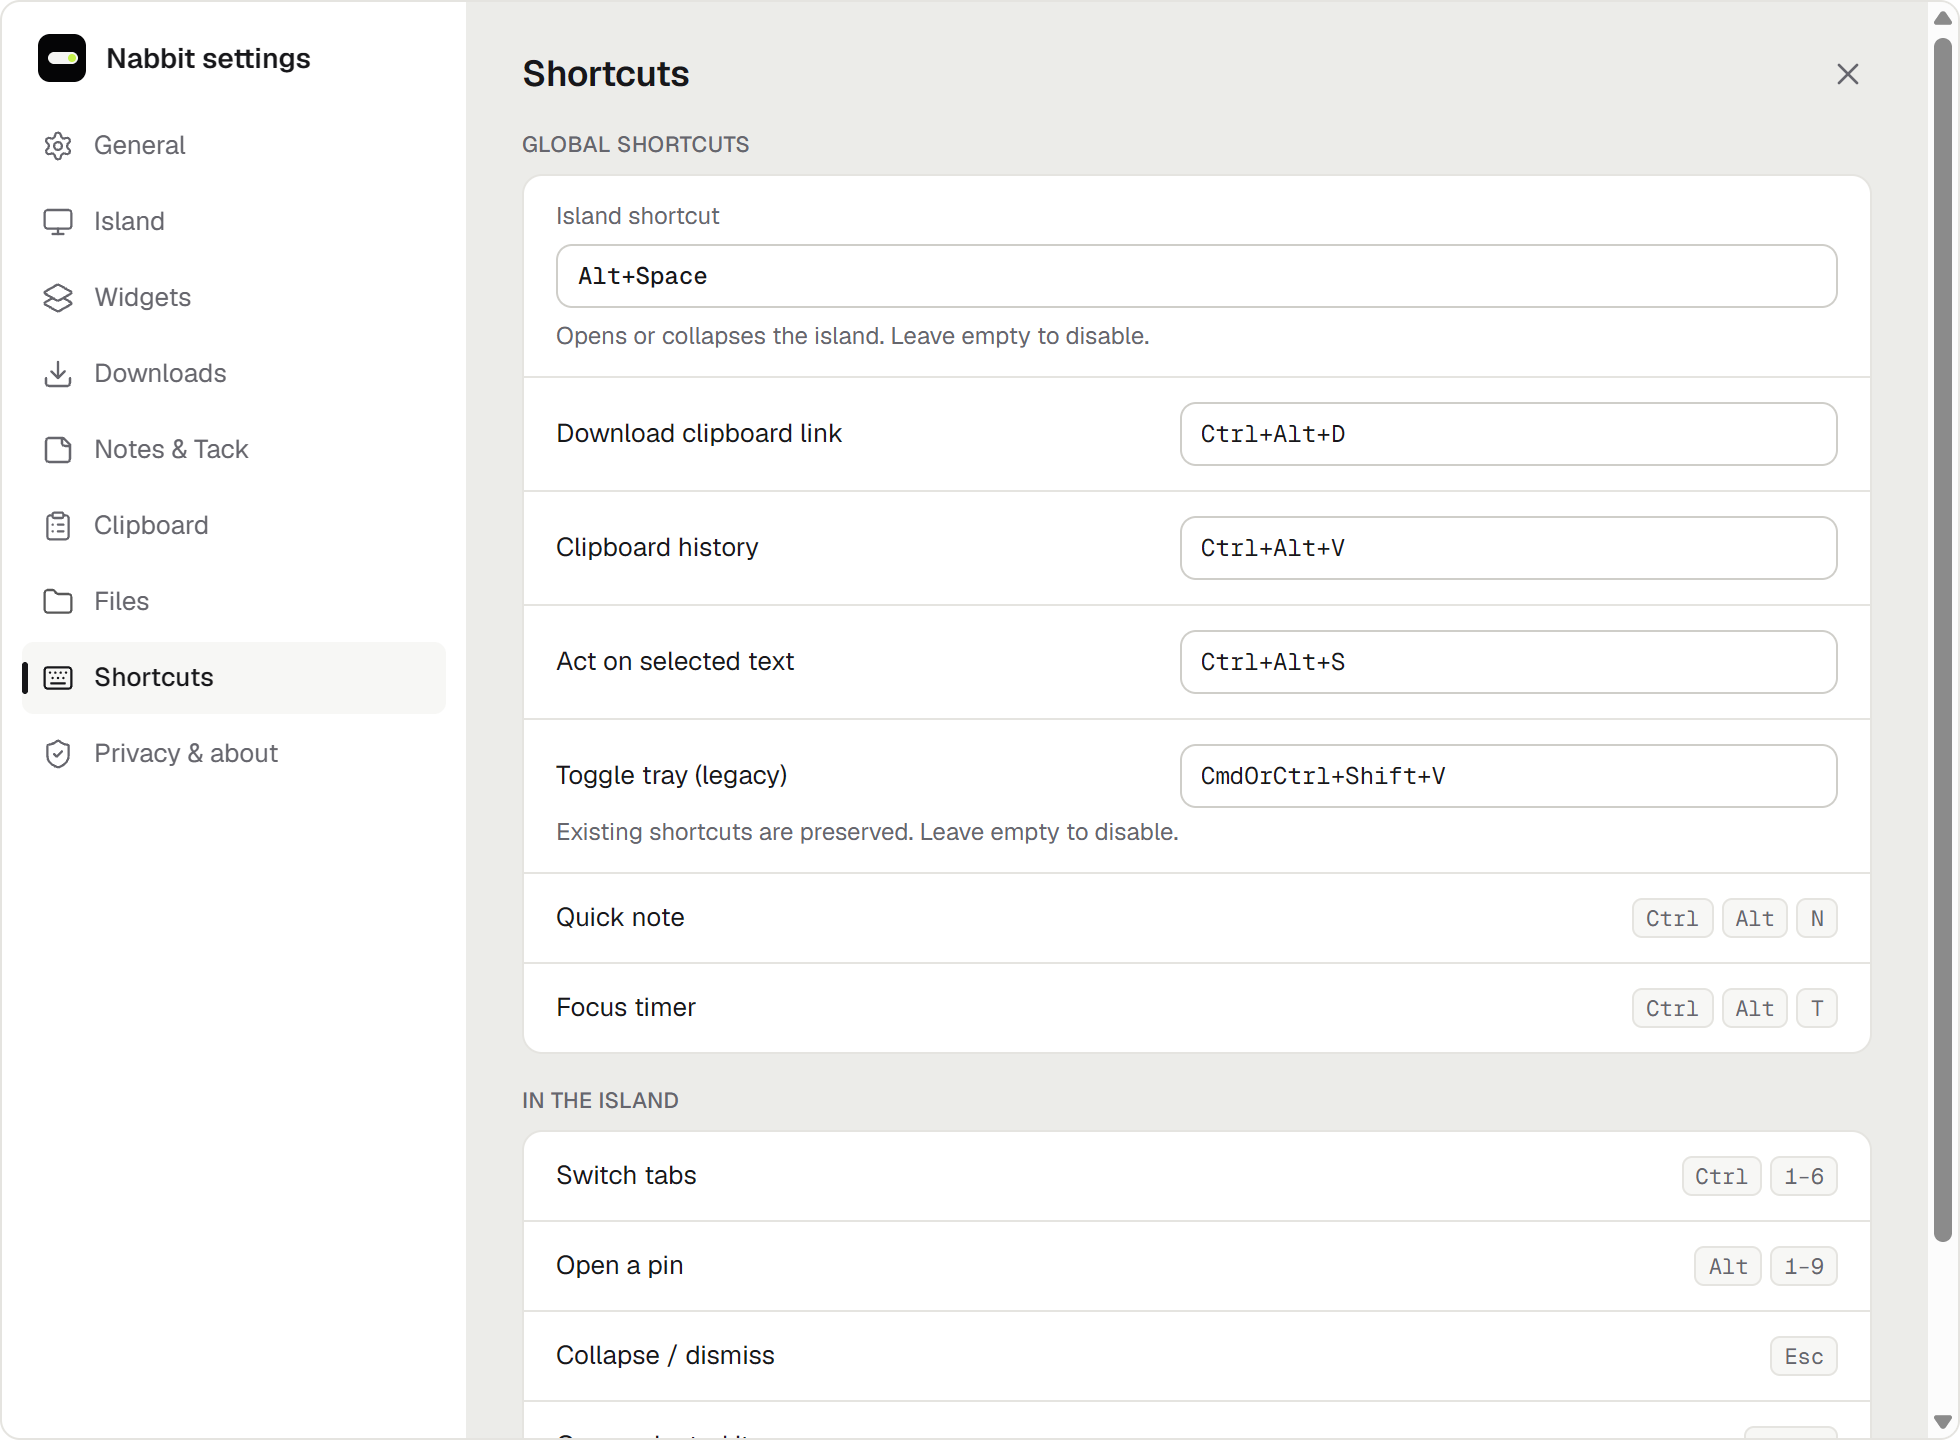 Nabbit settings
General
Island
Widgets
Downloads
Notes & Tack
Clipboard
Files
Shortcuts
Privacy & about
Shortcuts
GLOBAL SHORTCUTS
Island shortcut
Alt+Space
Opens or collapses the island. Leave empty to disable.
Download clipboard link Ctrl+Alt+D
Clipboard history Ctrl+Alt+V
Act on selected text Ctrl+Alt+S
Toggle tray (legacy) CmdOrCtrl+Shift+V
Existing shortcuts are preserved. Leave empty to disable.
Quick note Ctrl Alt N
Focus timer Ctrl Alt T
IN THE ISLAND
Switch tabs Ctrl 1–6
Open a pin Alt 1–9
Collapse / dismiss Esc